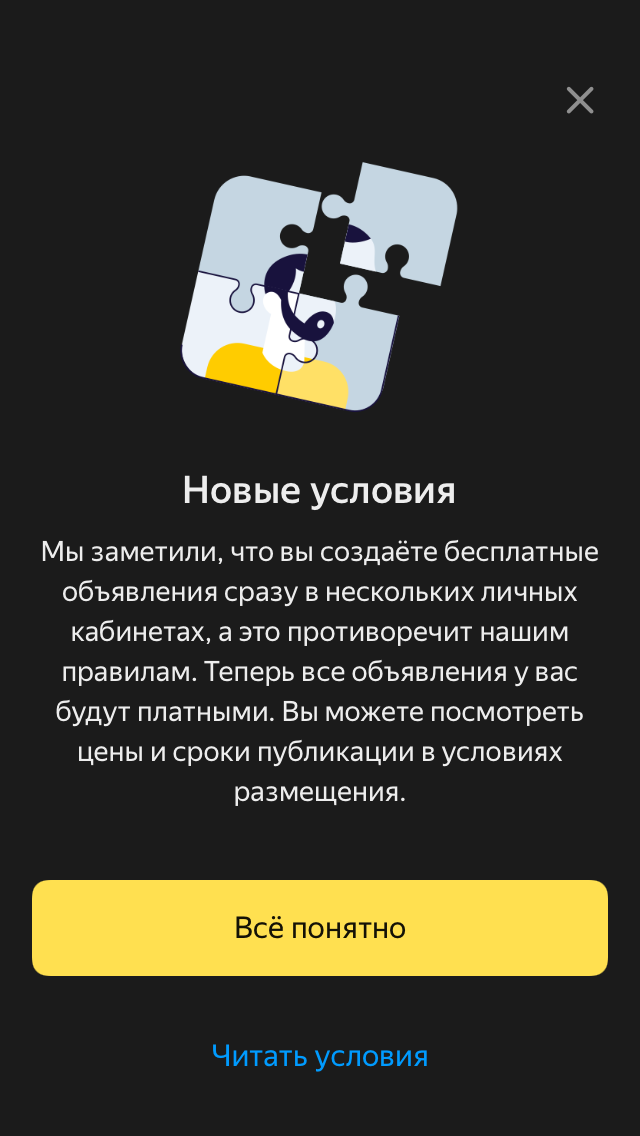 Новые условия
Мы заметили, что вы создаёте бесплатные
объявления сразу в нескольких личных
кабинетах, а это противоречит нашим
правилам. Теперь все объявления у вас
будут платными. Вы можете посмотреть
цены и сроки публикации в условиях
размещения.
Всё понятно
Читать условия